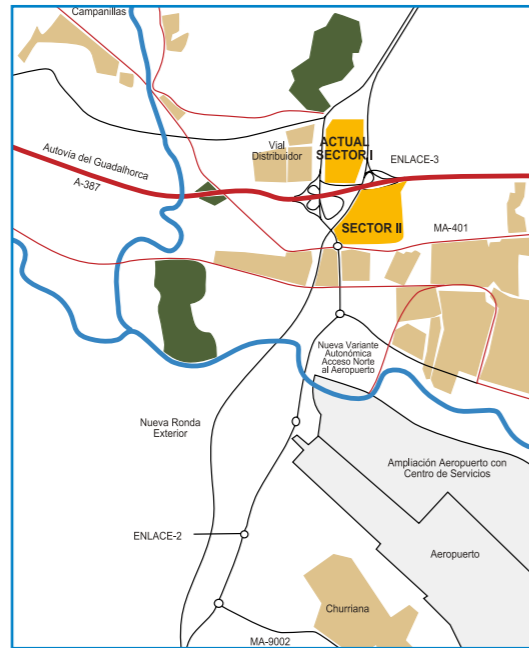 Campanillas
Vial
Distribuidor
ACTUAL
SECTOR I
ENLACE-3
Autovía del Guadalhorca
A-387
SECTOR II
MA-401
Nueva Variante
Autonómica
Acceso Norte
al Aeropuerto
Nueva Ronda
Exterior
Ampliación Aeropuerto con
Centro de Servicios
ENLACE-2
Aeropuerto
Churriana
MA-9002